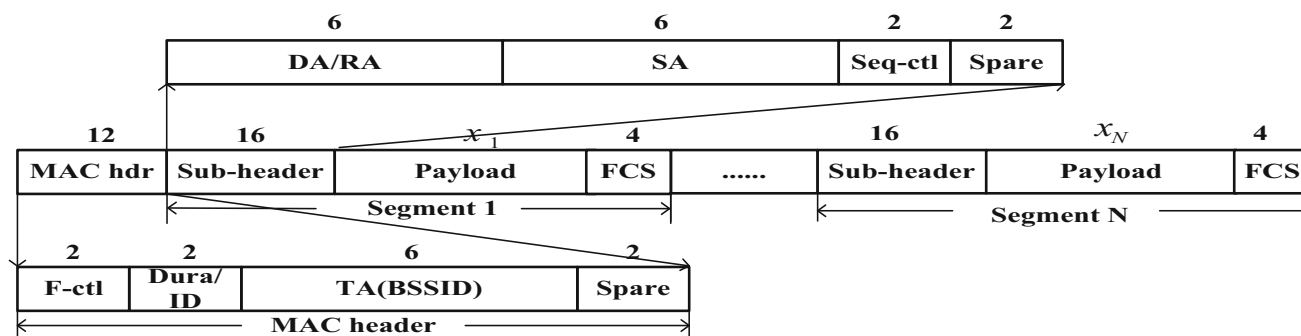 6 6 2 2
DA/RA SA Seq-ctl Spare
12 16 x_1 4 16 x_N 4
MAC hdr Sub-header Payload FCS ...... Sub-header Payload FCS
Segment 1 Segment N
2 2 6 2
F-ctl Dura/ID TA(BSSID) Spare
MAC header